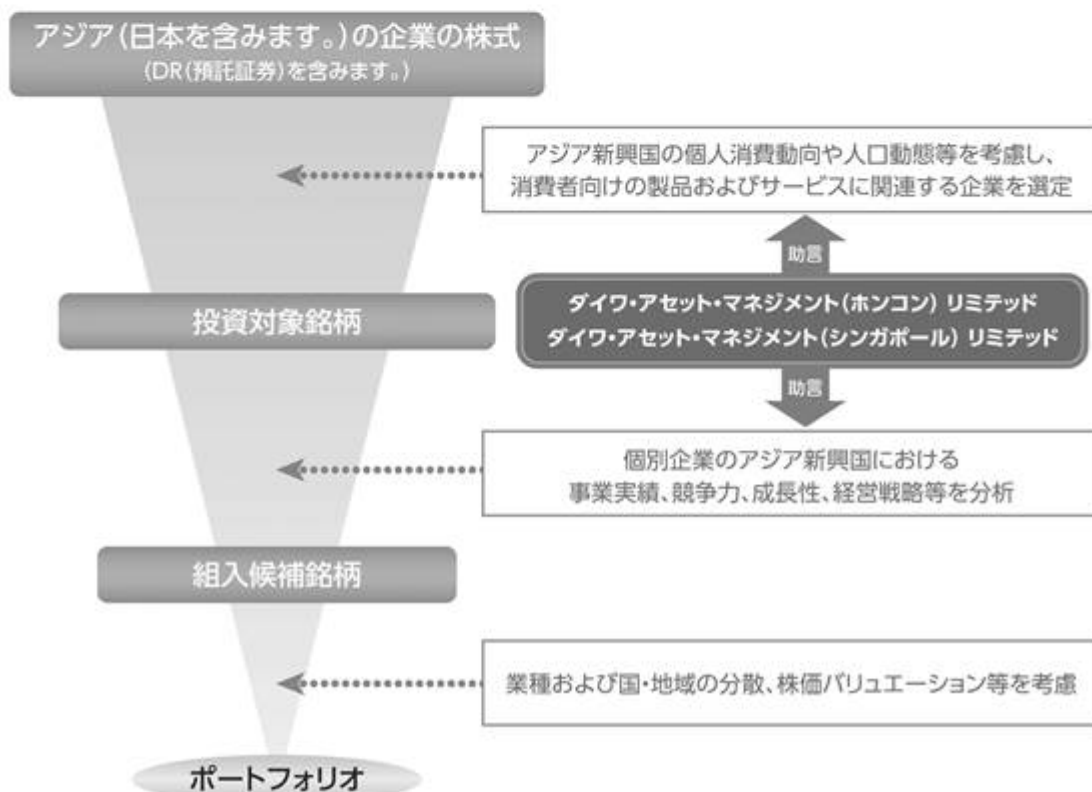 アジア(日本を含みます。)の企業の株式
(DR(預託証券)を含みます。)
アジア新興国の個人消費動向や人口動態等を考慮し、
消費者向けの製品およびサービスに関連する企業を選定
助言
投資対象銘柄
ダイワ・アセット・マネジメント(ホンコン) リミテッド
ダイワ・アセット・マネジメント(シンガポール) リミテッド
助言
個別企業のアジア新興国における
事業実績、競争力、成長性、経営戦略等を分析
組入候補銘柄
業種および国・地域の分散、株価バリュエーション等を考慮
ポートフォリオ